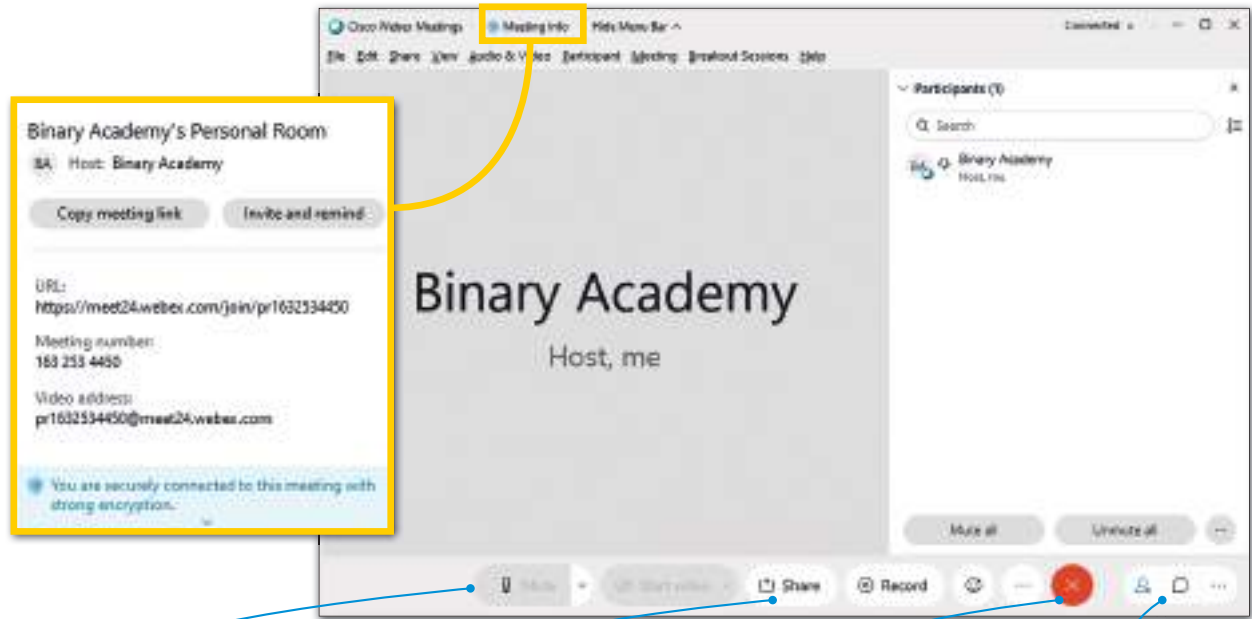 Cisco Webex Meetings Meeting Info Hide Menu Bar Connected
File Edit Share View Audio & Video Participant Meeting Breakout Sessions Help
Participants (1)
Search
Binary Academy
Host, me
Binary Academy's Personal Room
BA Host: Binary Academy
Copy meeting link Invite and remind
URL:
https://meet24.webex.com/join/pr1632534450
Meeting number:
163 253 4450
Video address:
pr1632534450@meet24.webex.com
You are securely connected to this meeting with
strong encryption.
Binary Academy
Host, me
Mute all Unmute all
Mute Start video Share Record